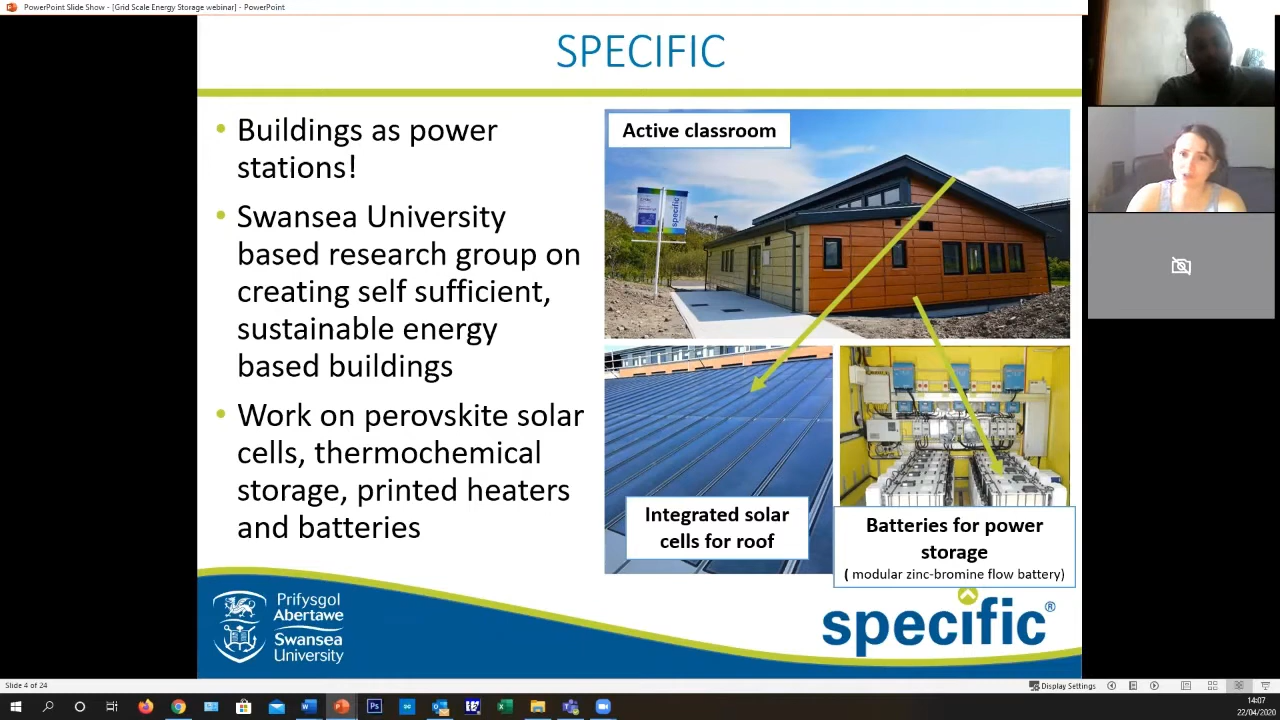 PowerPoint Slide Show - [Grid Scale Energy Storage webinar] - PowerPoint
SPECIFIC
• Buildings as power
stations!
• Swansea University
based research group on
creating self sufficient,
sustainable energy
based buildings
• Work on perovskite solar
cells, thermochemical
storage, printed heaters
and batteries
Active classroom
specific
Integrated solar
cells for roof
Batteries for power
storage
( modular zinc-bromine flow battery)
Prifysgol
Abertawe
Swansea
University
specific®
Slide 4 of 24
Display Settings
14:07
22/04/2020